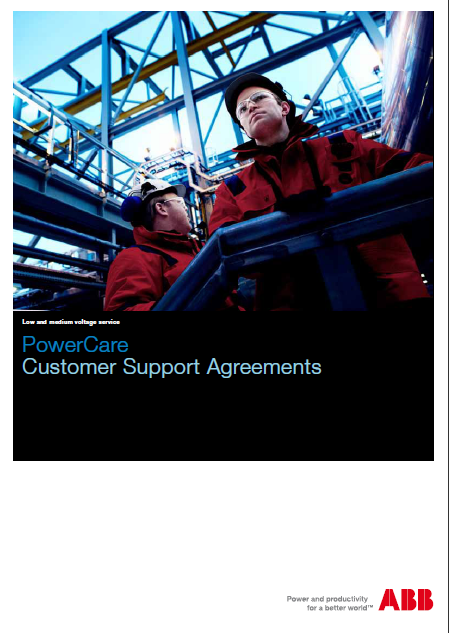 Low and medium voltage service
PowerCare
Customer Support Agreements
Power and productivity
for a better world™
ABB